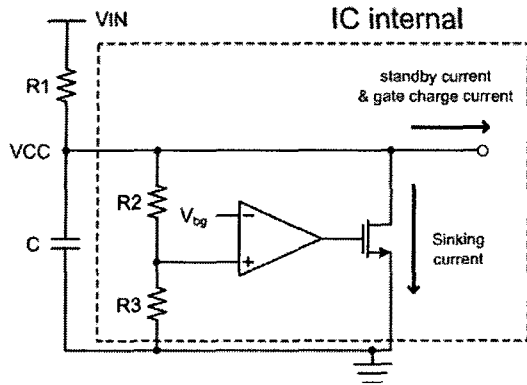 VIN
IC internal
R1
standby current
& gate charge current
VCC
R2
Vbg
−
+
C
Sinking
current
R3